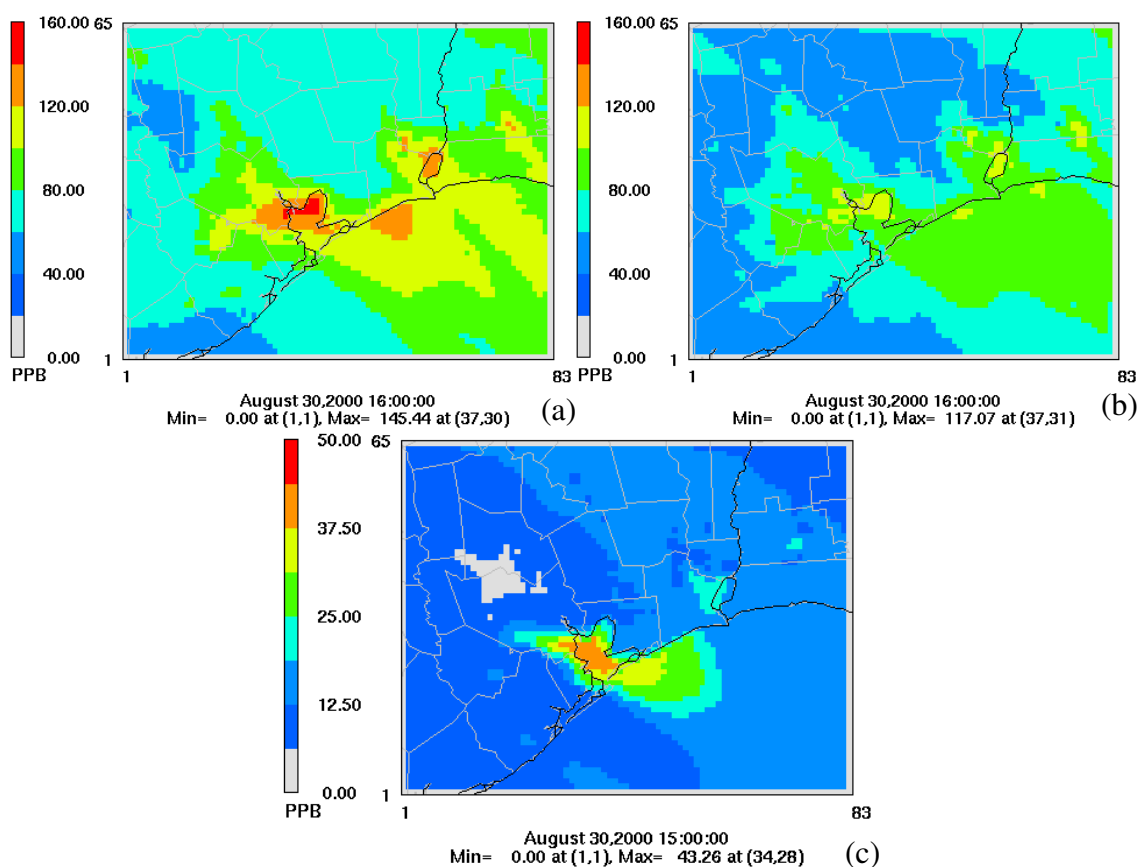 160.00
120.00
80.00
40.00
0.00
PPB
65
1
1
83
August 30,2000 16:00:00
Min= 0.00 at (1,1), Max= 145.44 at (37,30)
(a)
160.00
120.00
80.00
40.00
0.00
PPB
65
1
1
83
August 30,2000 16:00:00
Min= 0.00 at (1,1), Max= 117.07 at (37,31)
(b)
50.00
37.50
25.00
12.50
0.00
PPB
65
1
1
83
August 30,2000 15:00:00
Min= 0.00 at (1,1), Max= 43.26 at (34,28)
(c)